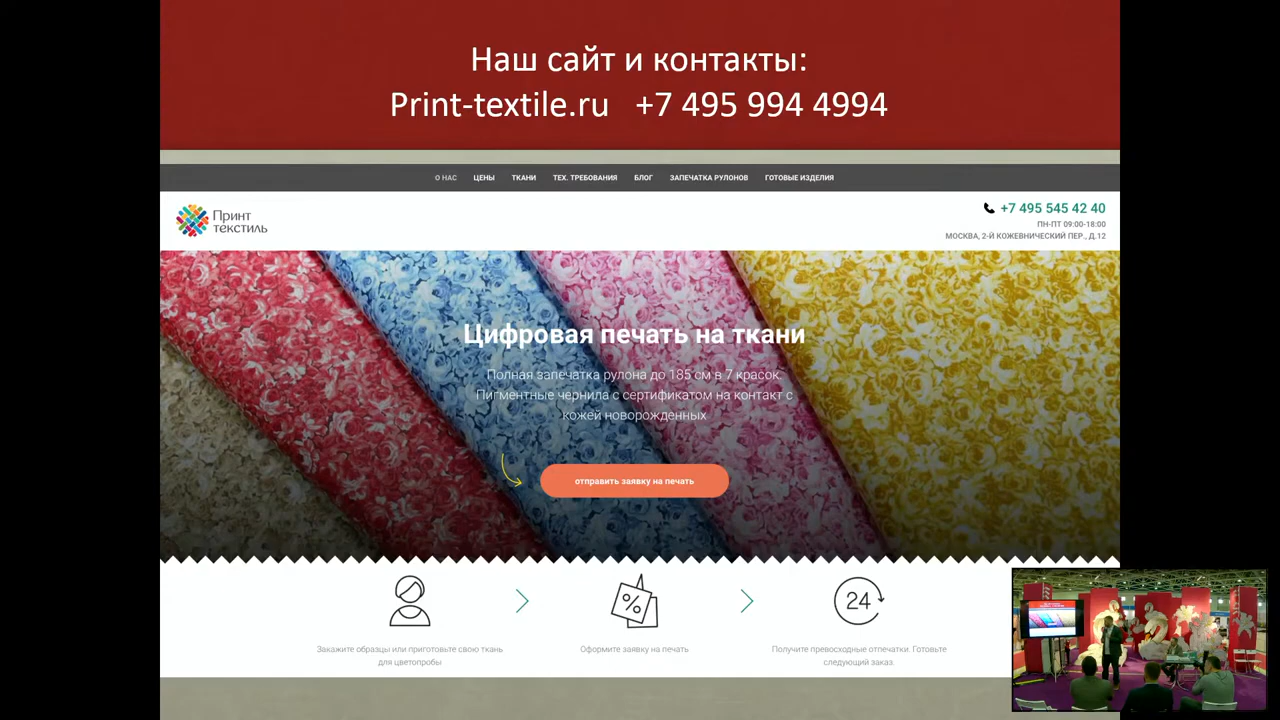 Наш сайт и контакты:
Print-textile.ru +7 495 994 4994
О НАС ЦЕНЫ ТКАНИ ТЕХ. ТРЕБОВАНИЯ БЛОГ ЗАПЕЧАТКА РУЛОНОВ ГОТОВЫЕ ИЗДЕЛИЯ
Принт
текстиль
+7 495 545 42 40
ПН-ПТ 09:00-18:00
МОСКВА, 2-Й КОЖЕВНИЧЕСКИЙ ПЕР., Д.12
Цифровая печать на ткани
Полная запечатка рулона до 185 см в 7 красок.
Пигментные чернила с сертификатом на контакт с
кожей новорожденных
отправить заявку на печать
%
24
Закажите образцы или приготовьте свою ткань
для цветопробы
Оформите заявку на печать
Получите превосходные отпечатки. Готовьте
следующий заказ.